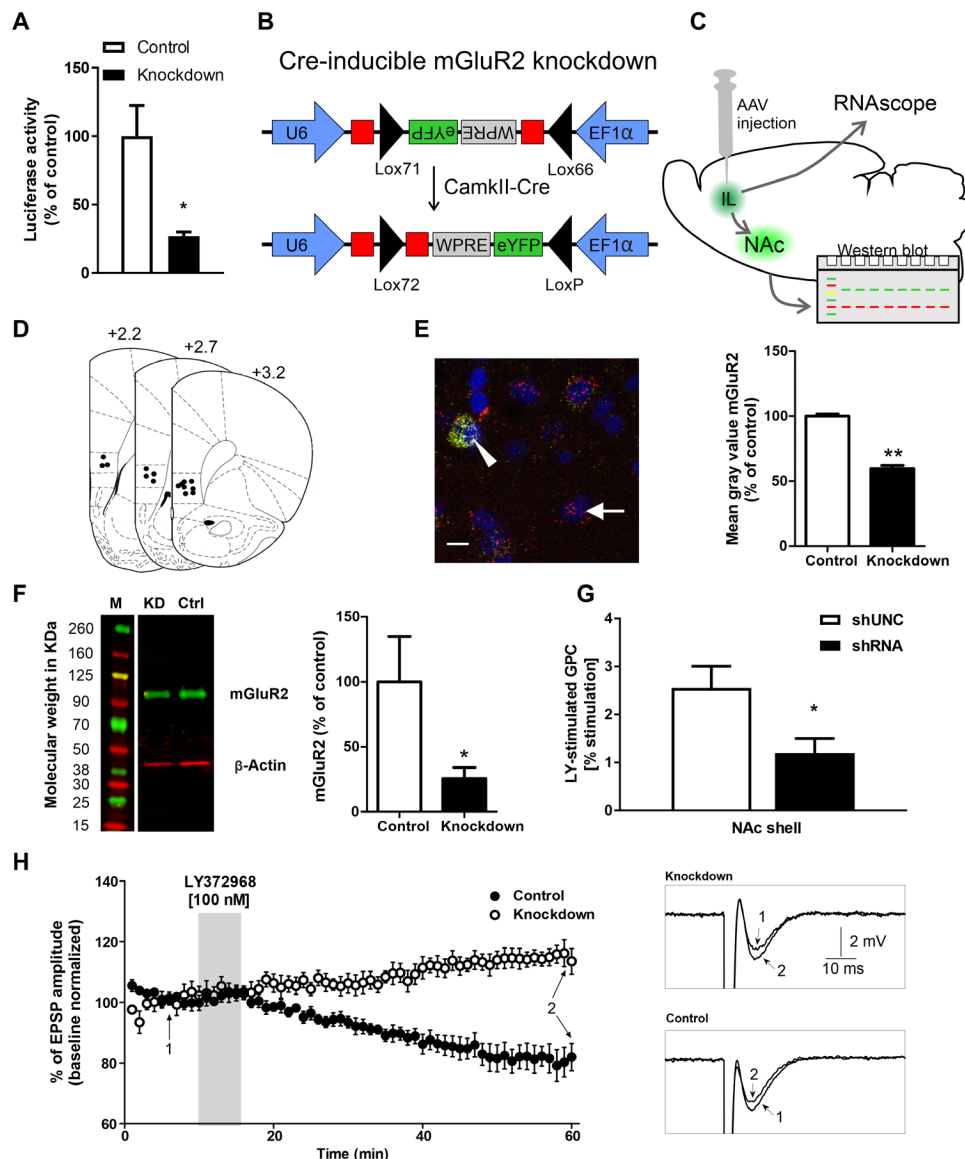 A
Control
Knockdown
Luciferase activity
(% of control)
150
100
50
0
*
B
Cre-inducible mGluR2 knockdown
U6
eYFP
WPRE
EF1α
Lox71
Lox66
CamkII-Cre
U6
WPRE
eYFP
EF1α
Lox72
LoxP
C
AAV
injection
RNAscope
IL
NAc
Western blot
D
+2.2
+2.7
+3.2
E
Mean gray value mGluR2
(% of control)
150
100
50
0
**
Control
Knockdown
F
M
KD
Ctrl
Molecular weight in KDa
260
160
125
90
70
50
38
30
25
15
mGluR2
β-Actin
mGluR2 (% of control)
150
100
50
0
*
Control
Knockdown
G
shUNC
shRNA
LY-stimulated GPC
[% stimulation]
4
3
2
1
0
*
NAc shell
H
LY372968
[100 nM]
Control
Knockdown
% of EPSP amplitude
(baseline normalized)
140
120
100
80
60
1
2
0
20
40
60
Time (min)
Knockdown
1
2
2 mV
10 ms
Control
2
1